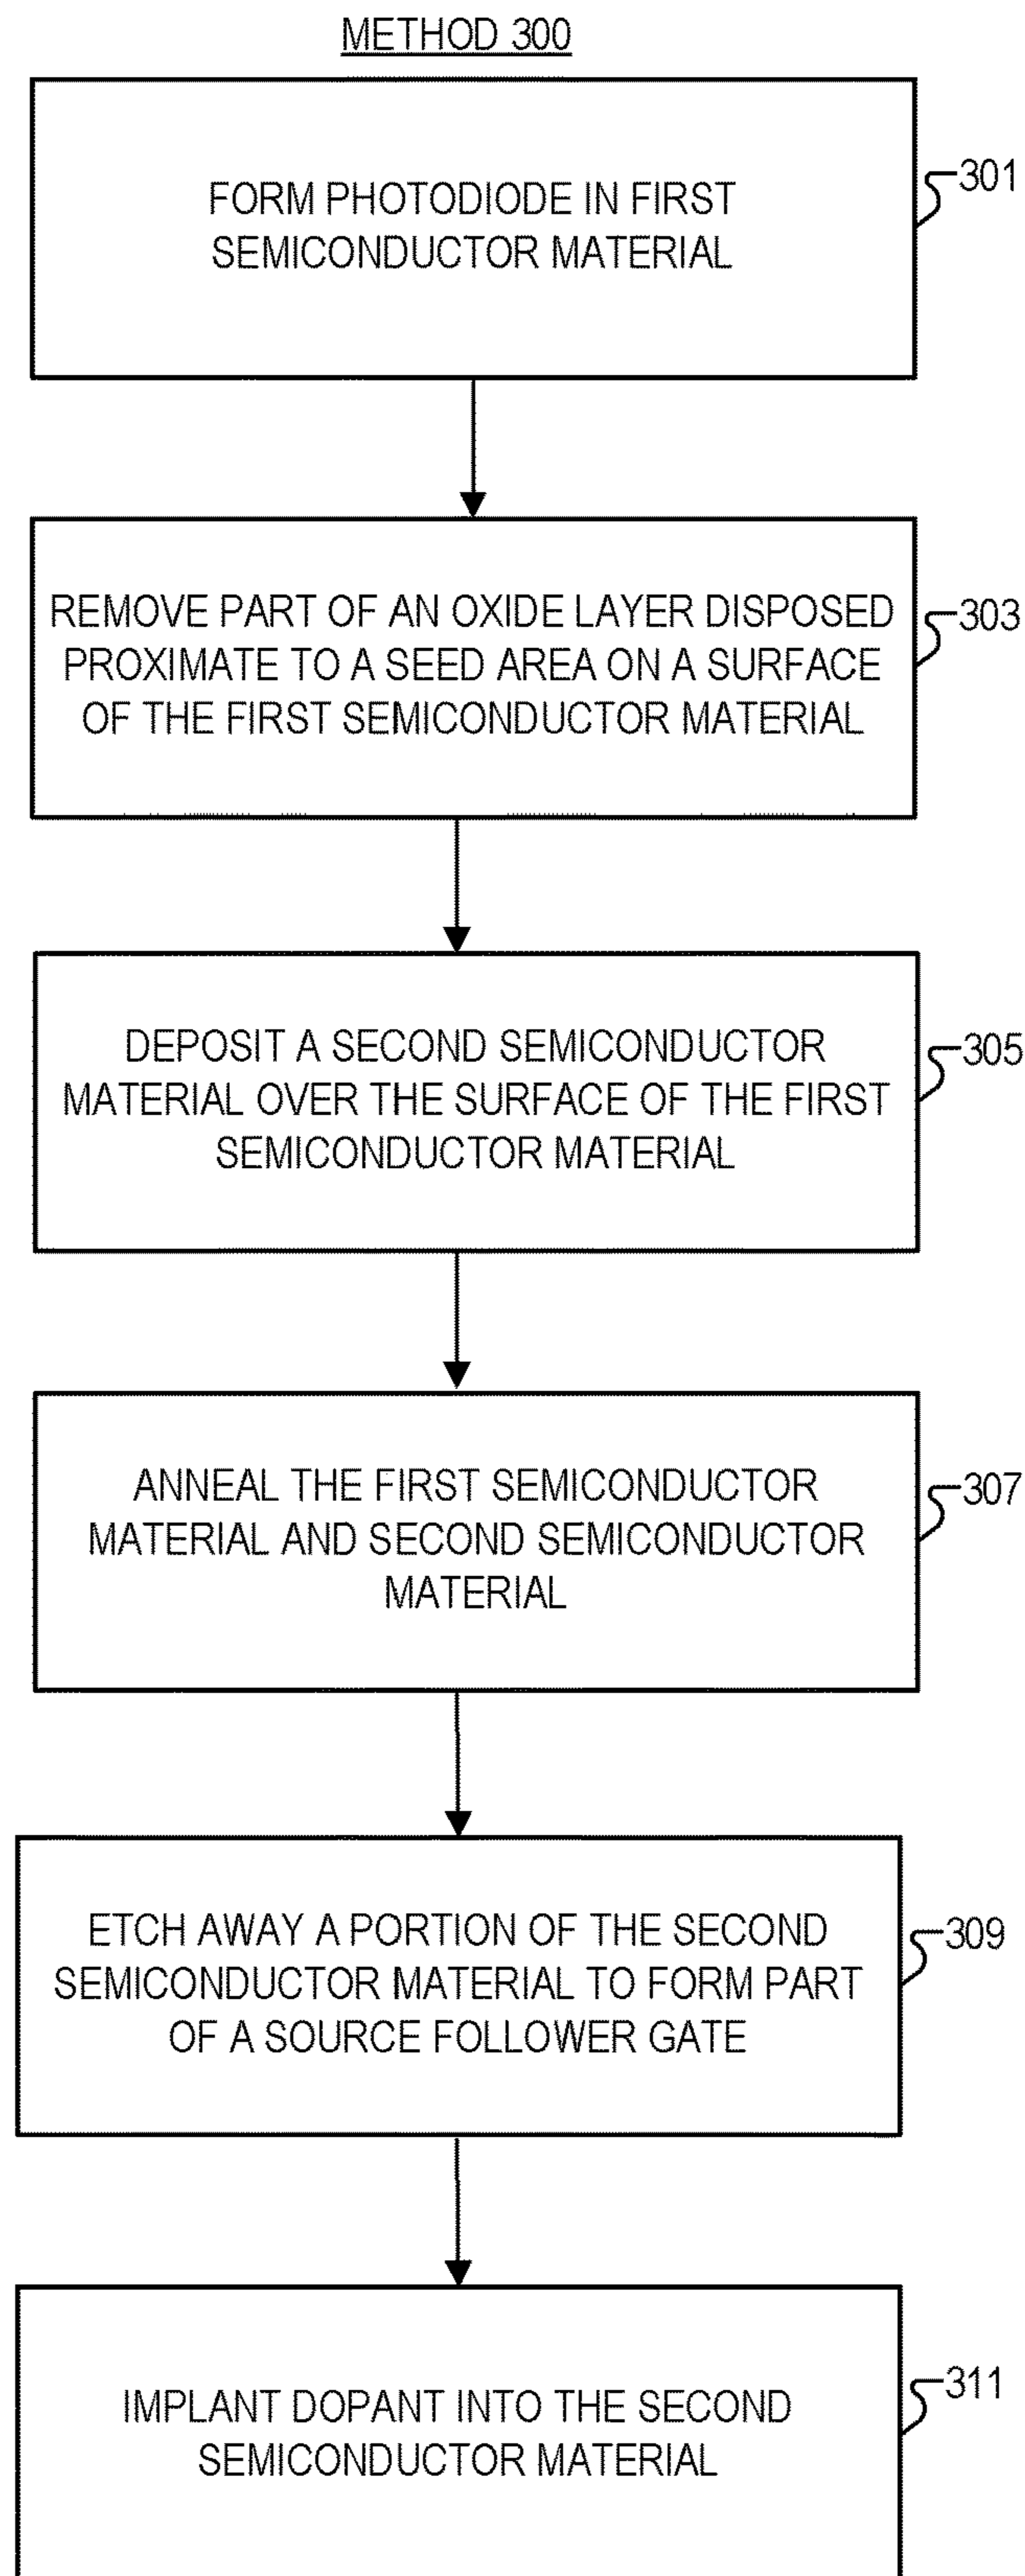 METHOD 300
FORM PHOTODIODE IN FIRST
SEMICONDUCTOR MATERIAL
301
REMOVE PART OF AN OXIDE LAYER DISPOSED
PROXIMATE TO A SEED AREA ON A SURFACE
OF THE FIRST SEMICONDUCTOR MATERIAL
303
DEPOSIT A SECOND SEMICONDUCTOR
MATERIAL OVER THE SURFACE OF THE FIRST
SEMICONDUCTOR MATERIAL
305
ANNEAL THE FIRST SEMICONDUCTOR
MATERIAL AND SECOND SEMICONDUCTOR
MATERIAL
307
ETCH AWAY A PORTION OF THE SECOND
SEMICONDUCTOR MATERIAL TO FORM PART
OF A SOURCE FOLLOWER GATE
309
IMPLANT DOPANT INTO THE SECOND
SEMICONDUCTOR MATERIAL
311